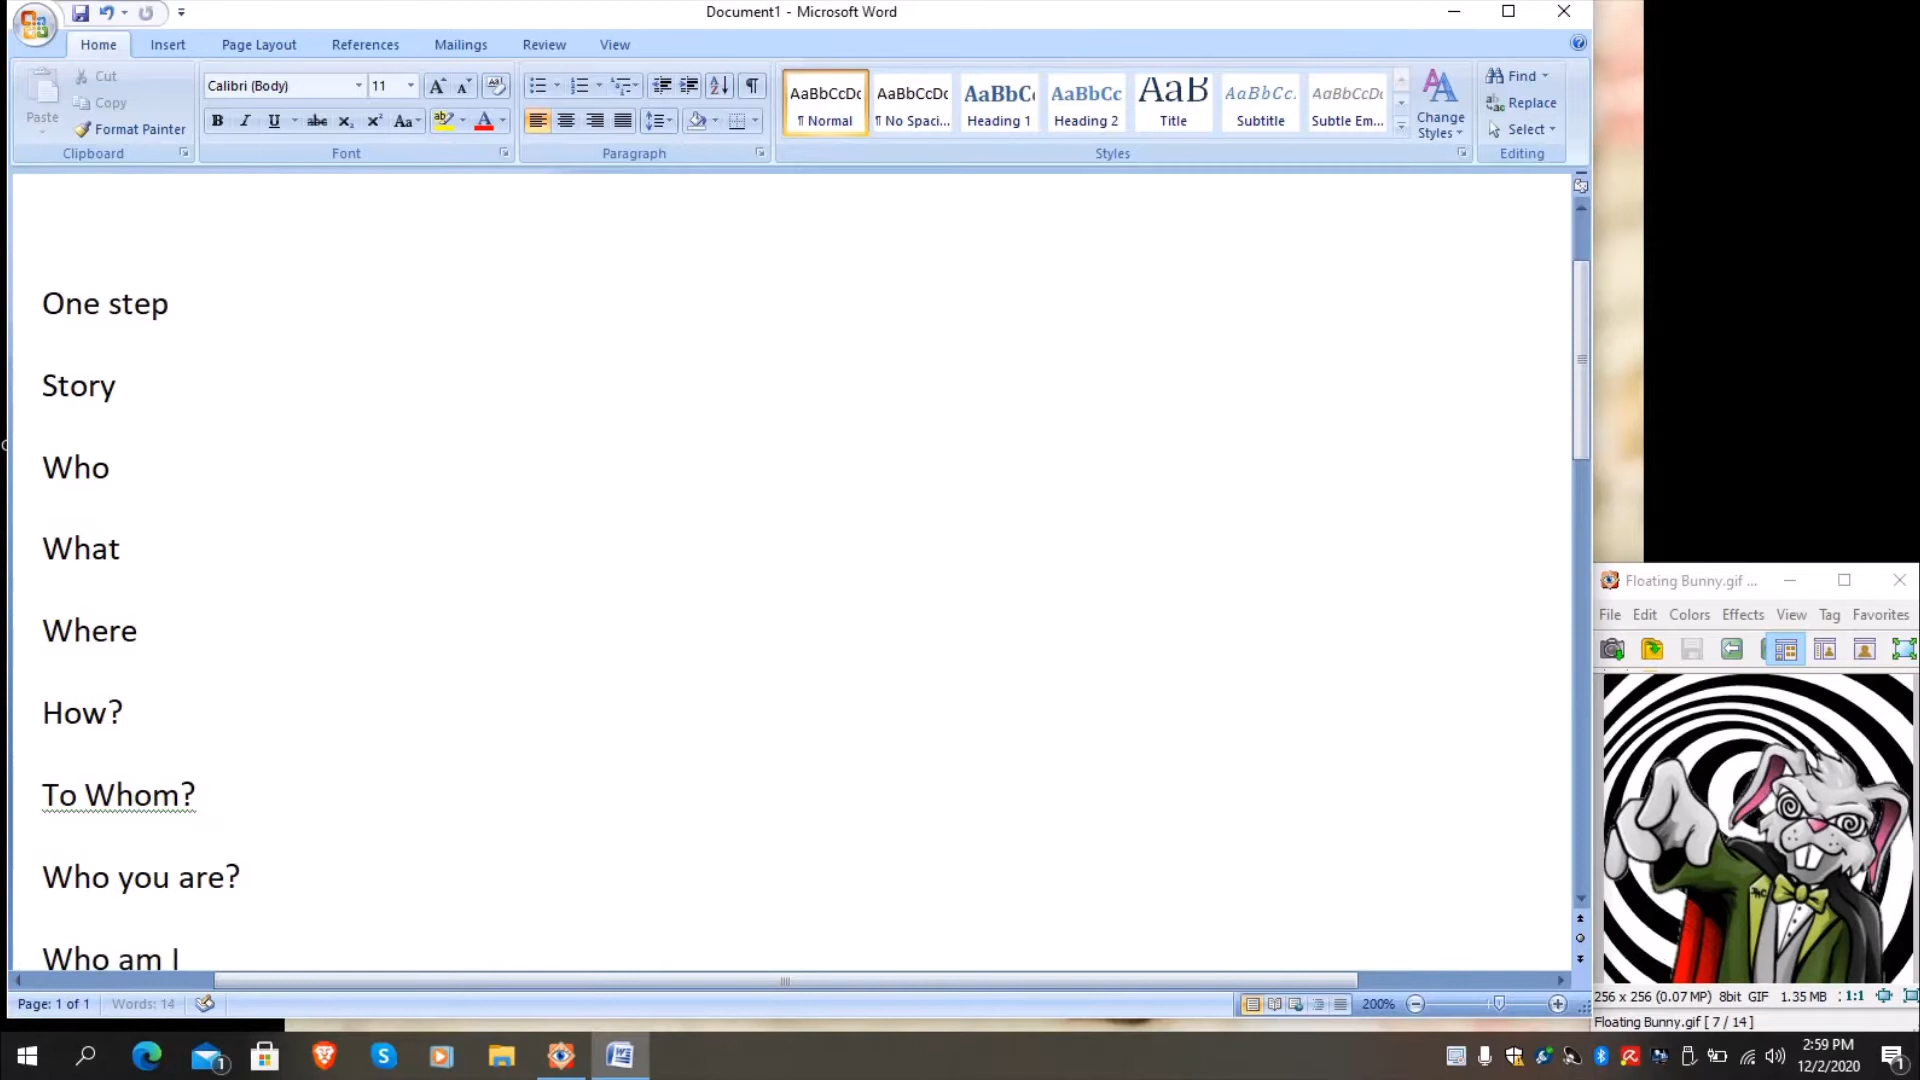 Document1 - Microsoft Word
Home Insert Page Layout References Mailings Review View
Paste
Cut
Copy
Format Painter
Clipboard
Calibri (Body) 11
B I U abc x₂ x² Aa ab A
Font
Paragraph
AaBbCcDc AaBbCcDc AaBbC AaBbCc AaB AaBbCc. AaBbCcDc
¶ Normal ¶ No Spaci... Heading 1 Heading 2 Title Subtitle Subtle Em...
Change Styles
Styles
Find
Replace
Select
Editing
One step
Story
Who
What
Where
How?
To Whom?
Who you are?
Who am I
Page: 1 of 1 Words: 14
200%
Floating Bunny.gif ...
File Edit Colors Effects View Tag Favorites
256 x 256 (0.07 MP) 8bit GIF 1.35 MB 1:1
Floating Bunny.gif [ 7 / 14 ]
2:59 PM
12/2/2020